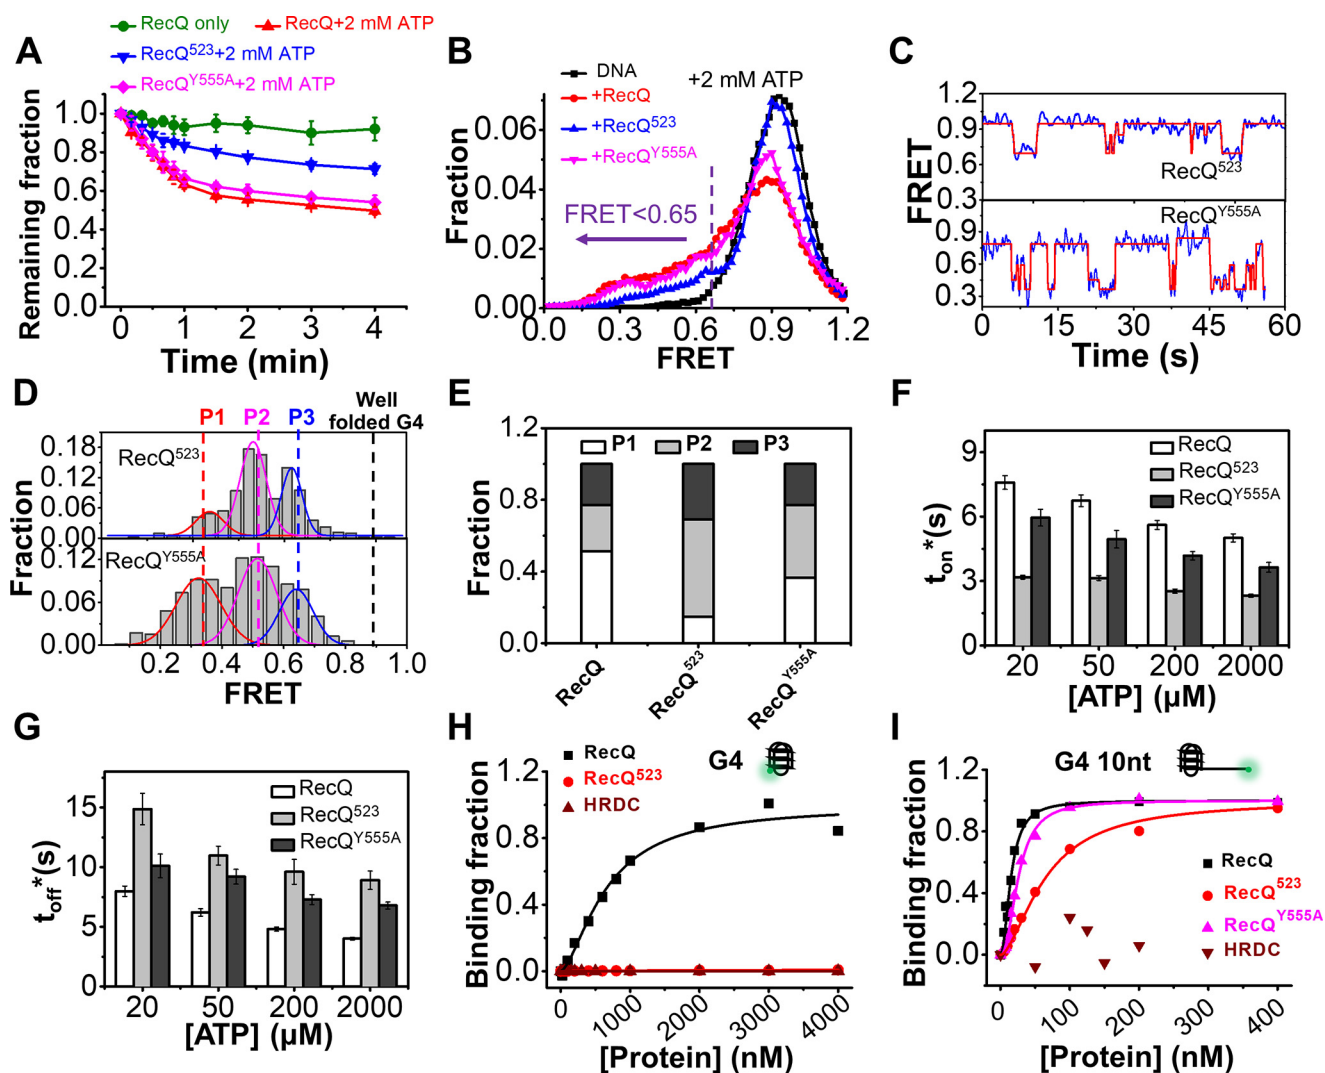 A
RecQ only
RecQ+2 mM ATP
RecQ523+2 mM ATP
RecQY555A+2 mM ATP
Remaining fraction
1.0
0.8
0.6
0.4
0.2
0.0
0
1
2
3
4
Time (min)
B
DNA
+RecQ
+RecQ523
+RecQY555A
+2 mM ATP
FRET<0.65
Fraction
0.06
0.04
0.02
0.00
0.0
0.3
0.6
0.9
1.2
FRET
C
1.2
0.9
0.6
0.3
RecQ523
RecQY555A
0.9
0.6
0.3
FRET
0
15
30
45
60
Time (s)
D
P1
P2
P3
Well
folded G4
0.18
0.12
0.06
0.00
RecQ523
0.12
0.06
0.00
RecQY555A
Fraction
0.2
0.4
0.6
0.8
1.0
FRET
E
P1
P2
P3
Fraction
1.2
0.8
0.4
0.0
RecQ
RecQ523
RecQY555A
F
RecQ
RecQ523
RecQY555A
ton*(s)
9
6
3
0
20
50
200
2000
[ATP] (µM)
G
RecQ
RecQ523
RecQY555A
toff*(s)
15
10
5
0
20
50
200
2000
[ATP] (µM)
H
RecQ
RecQ523
HRDC
G4
Binding fraction
1.2
0.8
0.4
0.0
0
1000
2000
3000
4000
[Protein] (nM)
I
G4 10nt
RecQ
RecQ523
RecQY555A
HRDC
Binding fraction
1.2
0.8
0.4
0.0
0
100
200
300
400
[Protein] (nM)